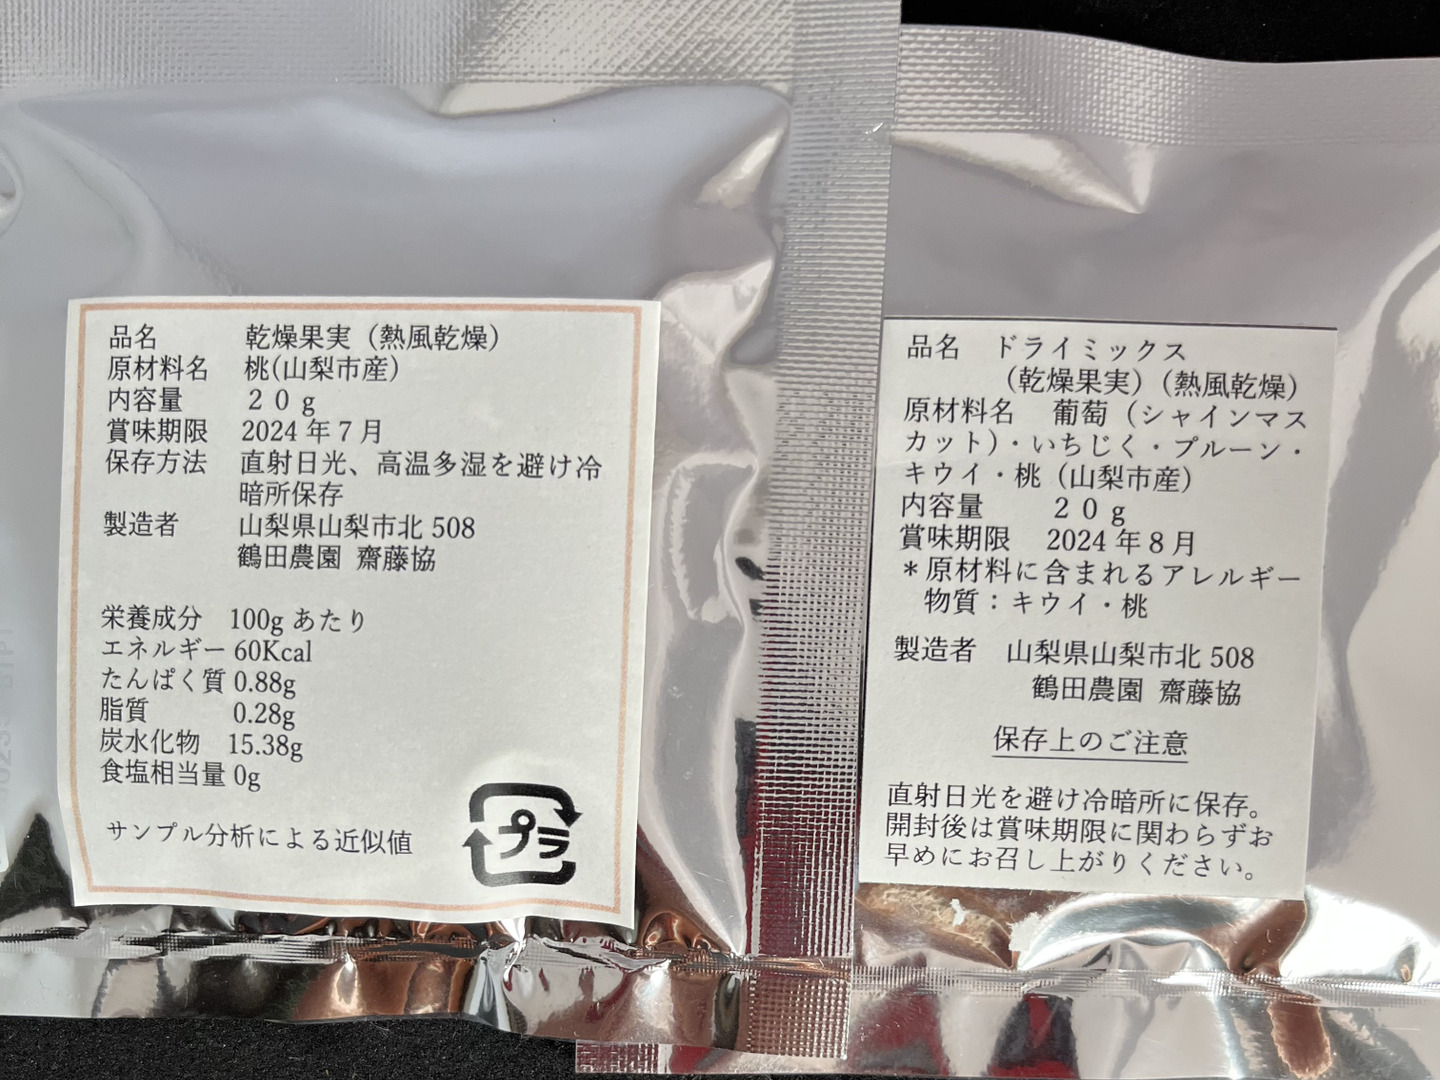 品名　乾燥果実（熱風乾燥）
原材料名　桃(山梨市産)
内容量　２０ｇ
賞味期限　2024 年 7 月
保存方法　直射日光、高温多湿を避け冷
暗所保存
製造者　山梨県山梨市北 508
鶴田農園 齋藤協
栄養成分　100g あたり
エネルギー 60Kcal
たんぱく質 0.88g
脂質　0.28g
炭水化物　15.38g
食塩相当量 0g
サンプル分析による近似値
プラ
品名　ドライミックス
（乾燥果実）（熱風乾燥）
原材料名　葡萄（シャインマス
カット）・いちじく・プルーン・
キウイ・桃（山梨市産）
内容量　２０ｇ
賞味期限　2024 年 8 月
＊原材料に含まれるアレルギー
物質：キウイ・桃
製造者　山梨県山梨市北 508
鶴田農園 齋藤協
保存上のご注意
直射日光を避け冷暗所に保存。
開封後は賞味期限に関わらずお
早めにお召し上がりください。